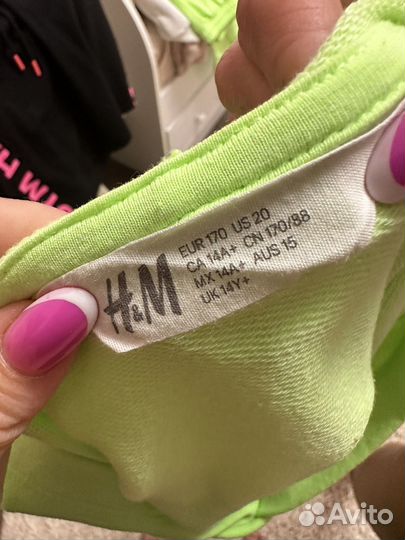 H&M
EUR 170 US 20
CA 14A+ CN 170/88
MX 14A+ AUS 15
UK 14Y+
Avito